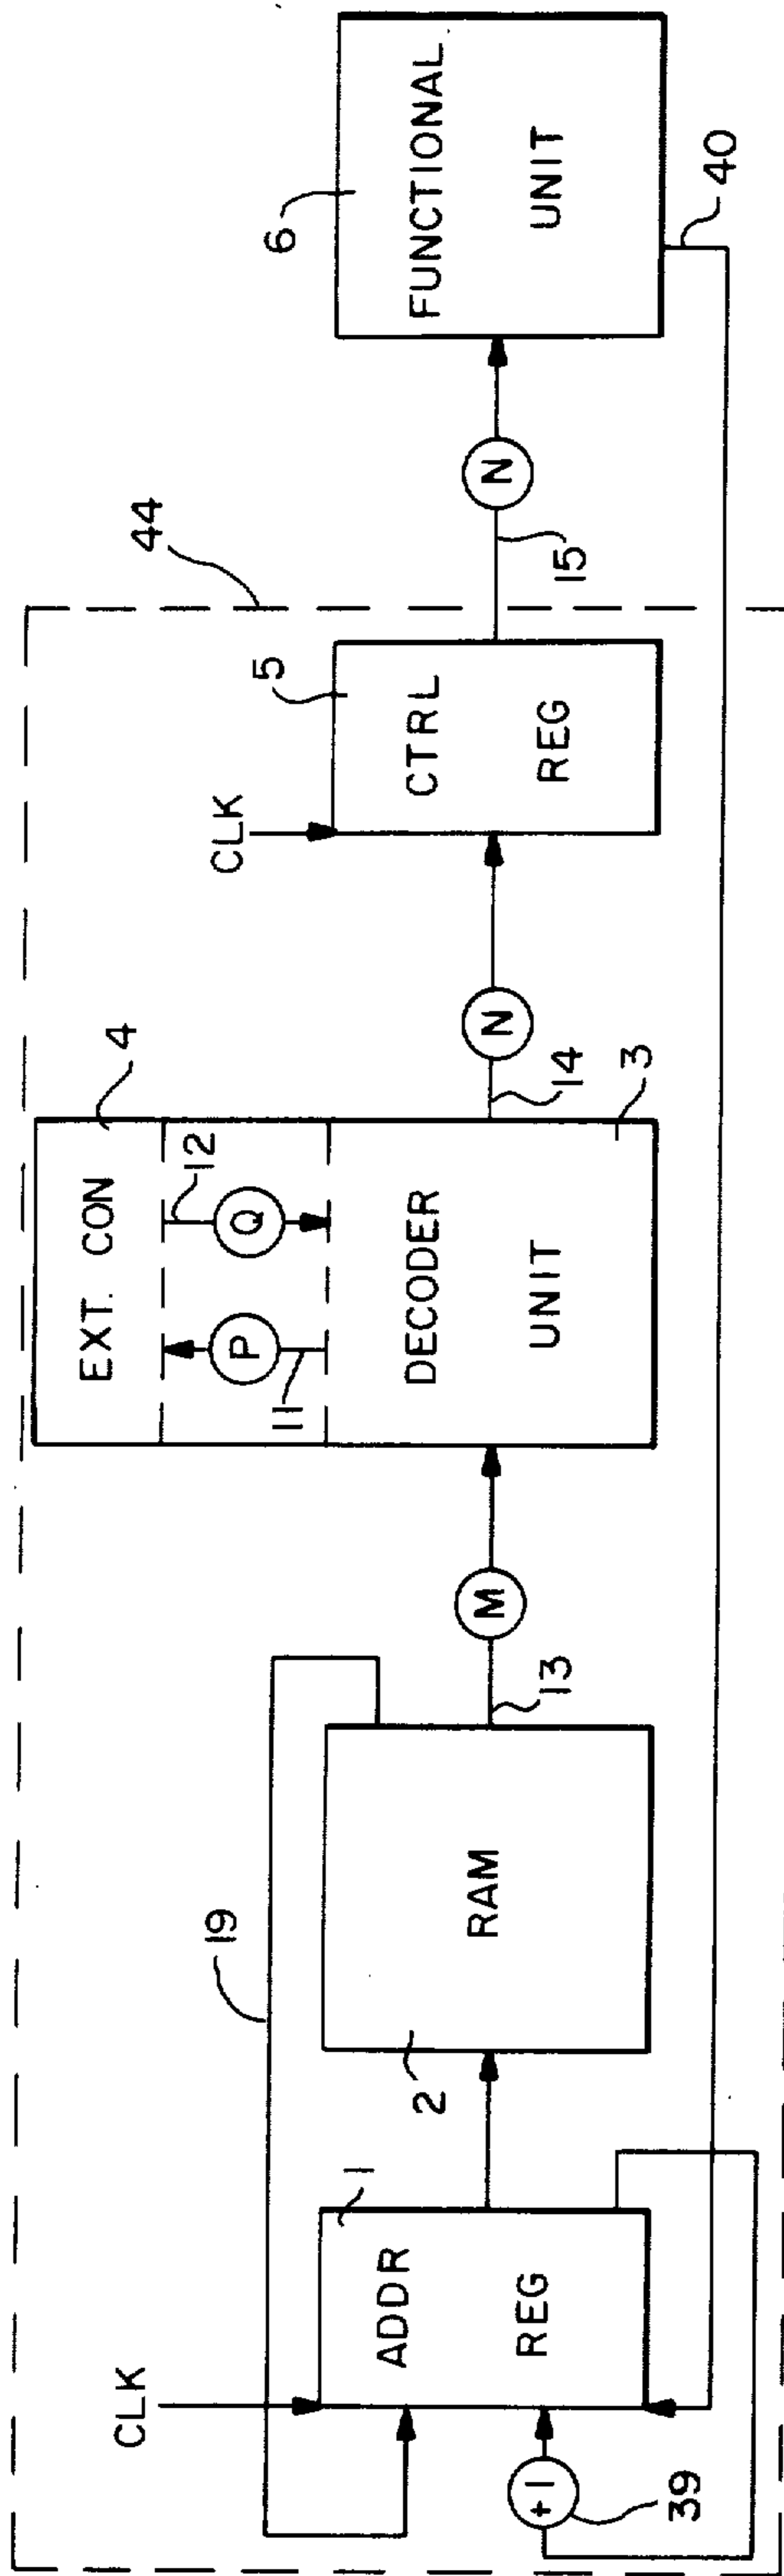 44
CLK
ADDR
REG
1
+1
39
19
RAM
2
13
M
EXT. CON
4
P
11
Q
12
DECODER
UNIT
3
14
N
CLK
CTRL
REG
5
15
N
FUNCTIONAL
UNIT
6
40